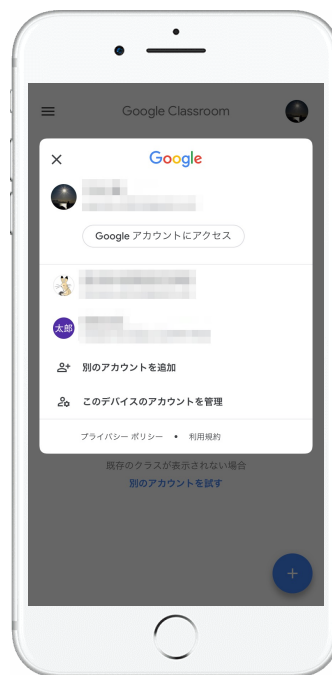 Google Classroom
Google
Google アカウントにアクセス
太郎
別のアカウントを追加
このデバイスのアカウントを管理
プライバシー ポリシー • 利用規約
既存のクラスが表示されない場合
別のアカウントを試す